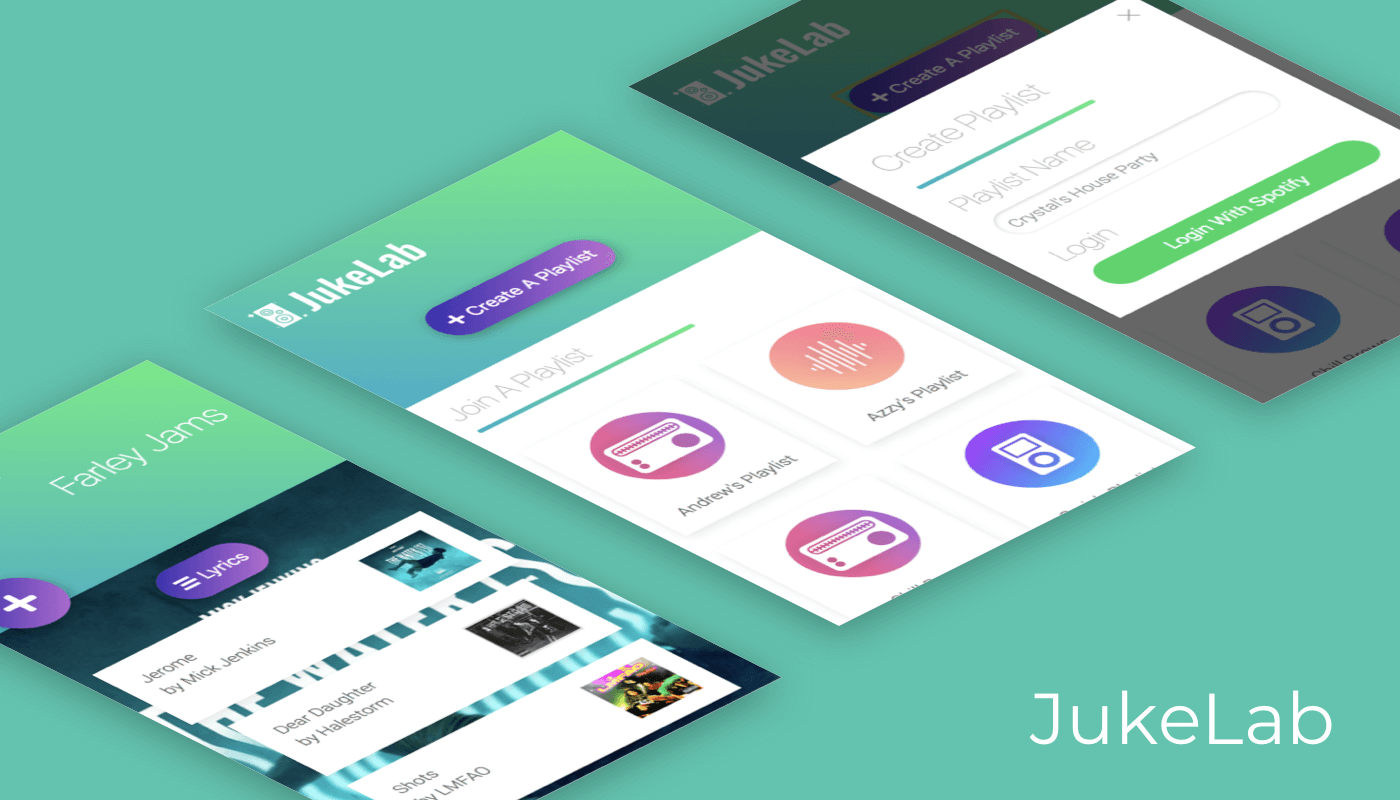 JukeLab
+ Create A Playlist
Create Playlist
Playlist Name
Crystal's House Party
Login
Login With Spotify
JukeLab
+ Create A Playlist
Join A Playlist
Andrew's Playlist
Azzy's Playlist
Farley Jams
Lyrics
Jerome
by Mick Jenkins
Dear Daughter
by Halestorm
Shots
by LMFAO
JukeLab